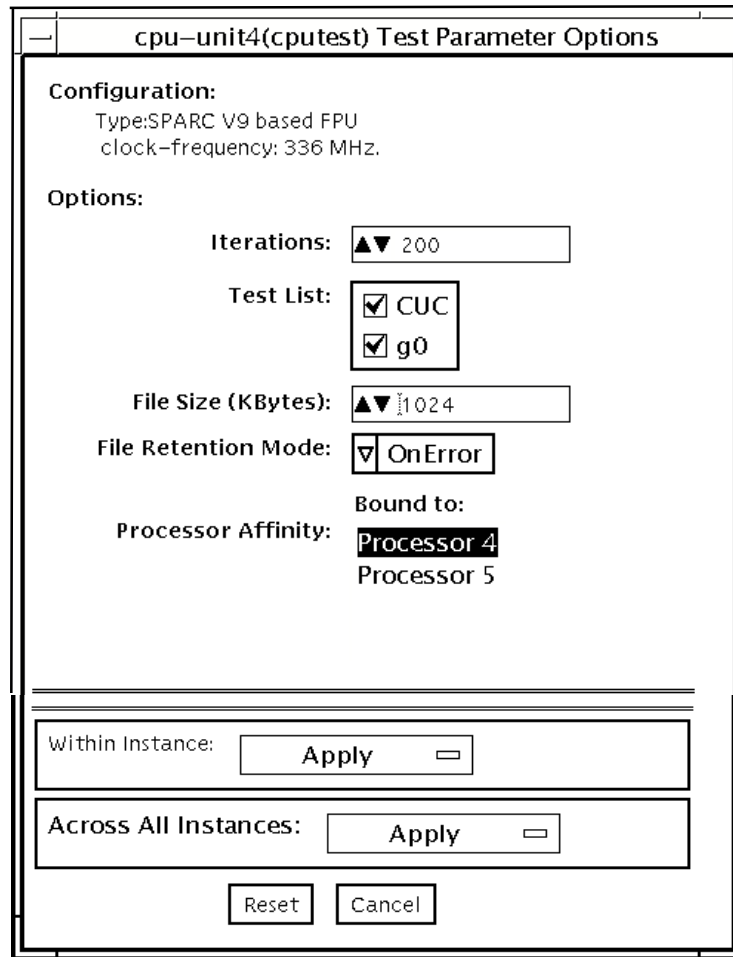 cpu-unit4(cputest) Test Parameter Options
Configuration:
Type:SPARC V9 based FPU
clock-frequency: 336 MHz.
Options:
Iterations: 200
Test List: CUC
g0
File Size (KBytes): 1024
File Retention Mode: OnError
Bound to:
Processor Affinity: Processor 4
Processor 5
Within Instance: Apply
Across All Instances: Apply
Reset Cancel